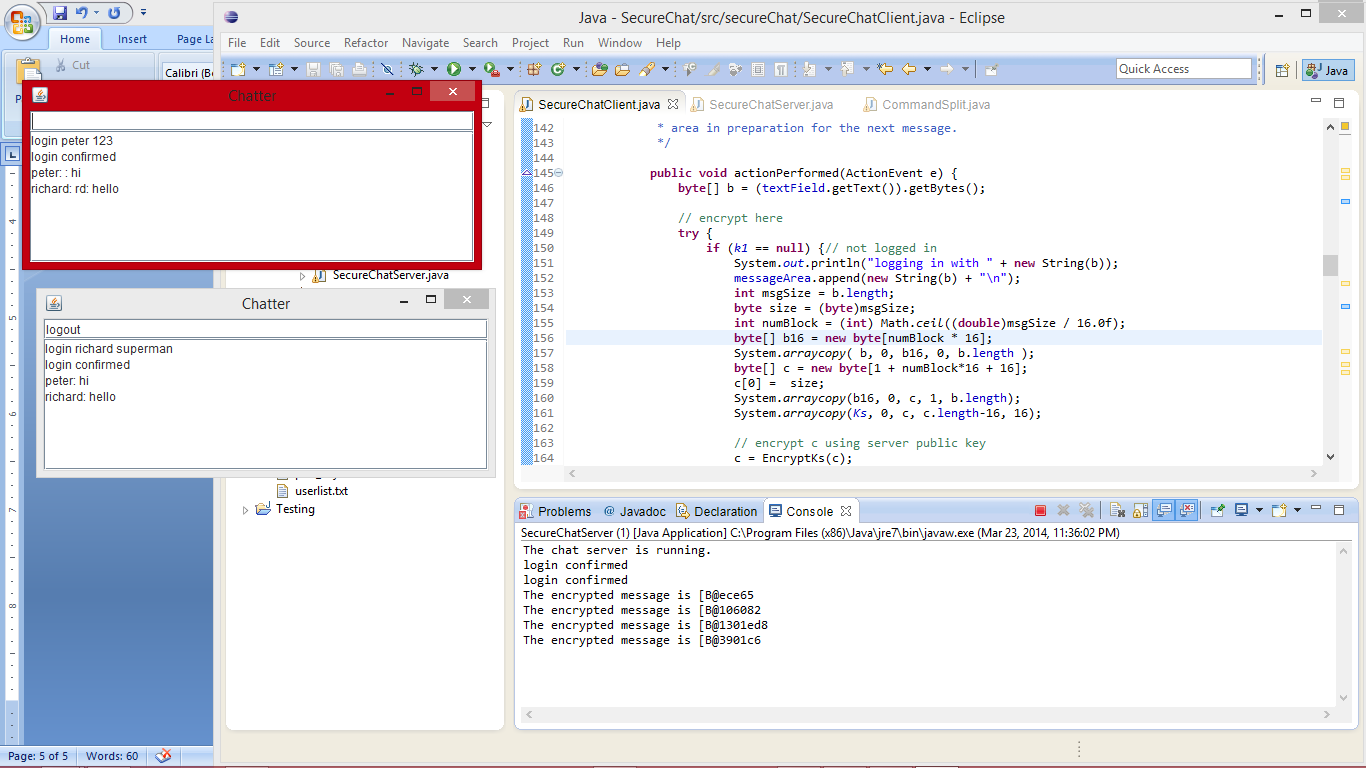 Java - SecureChat/src/sucureChat/SecureChatClient.java - Eclipse
Home Insert Page La
Cut
Calibri (Bo
P
File Edit Source Refactor Navigate Search Project Run Window Help
Quick Access
Java
Chatter
login peter 123
login confirmed
peter: : hi
richard: rd: hello
SecureChatServer.java
Chatter
logout
login richard superman
login confirmed
peter: hi
richard: hello
userlist.txt
Testing
SecureChatClient.java SecureChatServer.java CommandSplit.java
142 * area in preparation for the next message.
143 */
144
145 public void actionPerformed(ActionEvent e) {
146 byte[] b = (textField.getText()).getBytes();
147
148 // encrypt here
149 try {
150 if (k1 == null) {// not logged in
151 System.out.println("logging in with " + new String(b));
152 messageArea.append(new String(b) + "\n");
153 int msgSize = b.length;
154 byte size = (byte)msgSize;
155 int numBlock = (int) Math.ceil((double)msgSize / 16.0f);
156 byte[] b16 = new byte[numBlock * 16];
157 System.arraycopy( b, 0, b16, 0, b.length );
158 byte[] c = new byte[1 + numBlock*16 + 16];
159 c[0] =  size;
160 System.arraycopy(b16, 0, c, 1, b.length);
161 System.arraycopy(Ks, 0, c, c.length-16, 16);
162
163 // encrypt c using server public key
164 c = EncryptKs(c);
Problems @ Javadoc Declaration Console
SecureChatServer (1) [Java Application] C:\Program Files (x86)\Java\jre7\bin\javaw.exe (Mar 23, 2014, 11:36:02 PM)
The chat server is running.
login confirmed
login confirmed
The encrypted message is [B@ece65
The encrypted message is [B@106082
The encrypted message is [B@1301ed8
The encrypted message is [B@3901c6
L
4
5
6
8
Page: 5 of 5 Words: 60